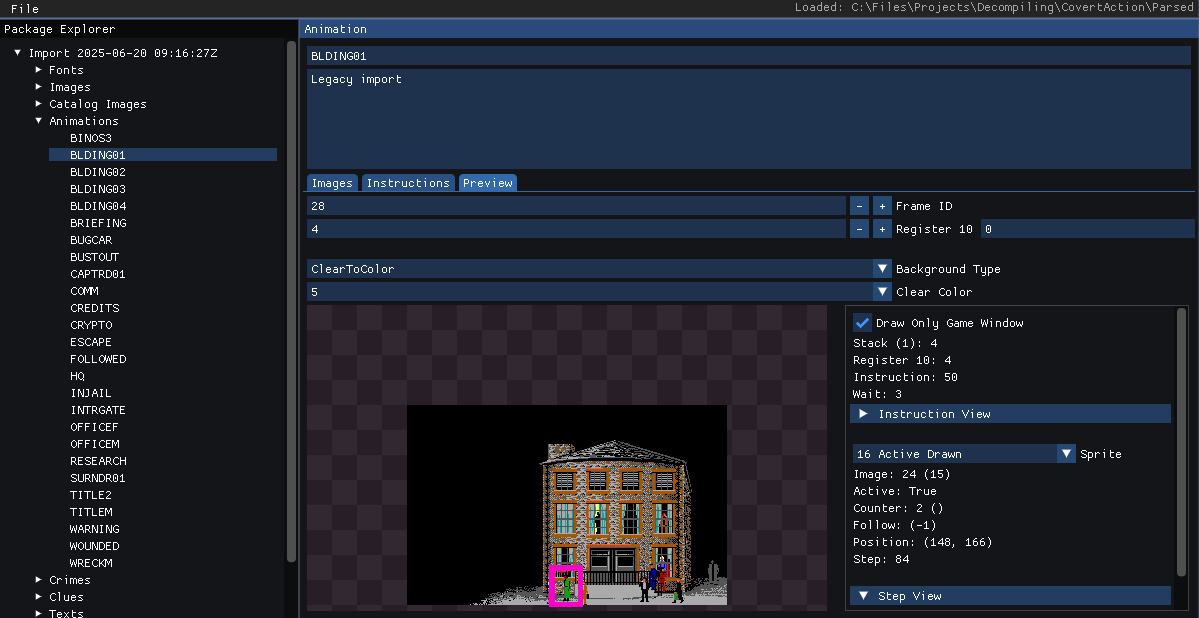 File
Loaded: C:\Files\Projects\Decompiling\CovertAction\Parsed
Package Explorer
Import 2025-06-20 09:16:27Z
Fonts
Images
Catalog Images
Animations
BINOS3
BLDING01
BLDING02
BLDING03
BLDING04
BRIEFING
BUGCAR
BUSTOUT
CAPTRD01
COMM
CREDITS
CRYPTO
ESCAPE
FOLLOWED
HQ
INJAIL
INTRGATE
OFFICEF
OFFICEM
RESEARCH
SURNDR01
TITLE2
TITLEM
WARNING
WOUNDED
WRECKM
Crimes
Clues
Texts
Animation
BLDING01
Legacy import
Images Instructions Preview
28 - + Frame ID
4 - + Register 10 0
ClearToColor Background Type
5 Clear Color
Draw Only Game Window
Stack (1): 4
Register 10: 4
Instruction: 50
Wait: 3
Instruction View
16 Active Drawn Sprite
Image: 24 (15)
Active: True
Counter: 2 ()
Follow: (-1)
Position: (148, 166)
Step: 84
Step View